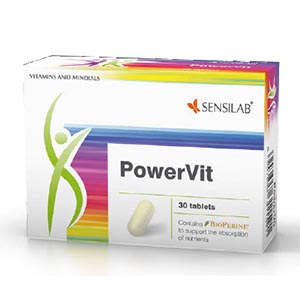 VITAMINS AND MINERALS
SENSILAB®
PowerVit
30 tablets
Contains BIOPERINE®
to support the absorption
of nutrients